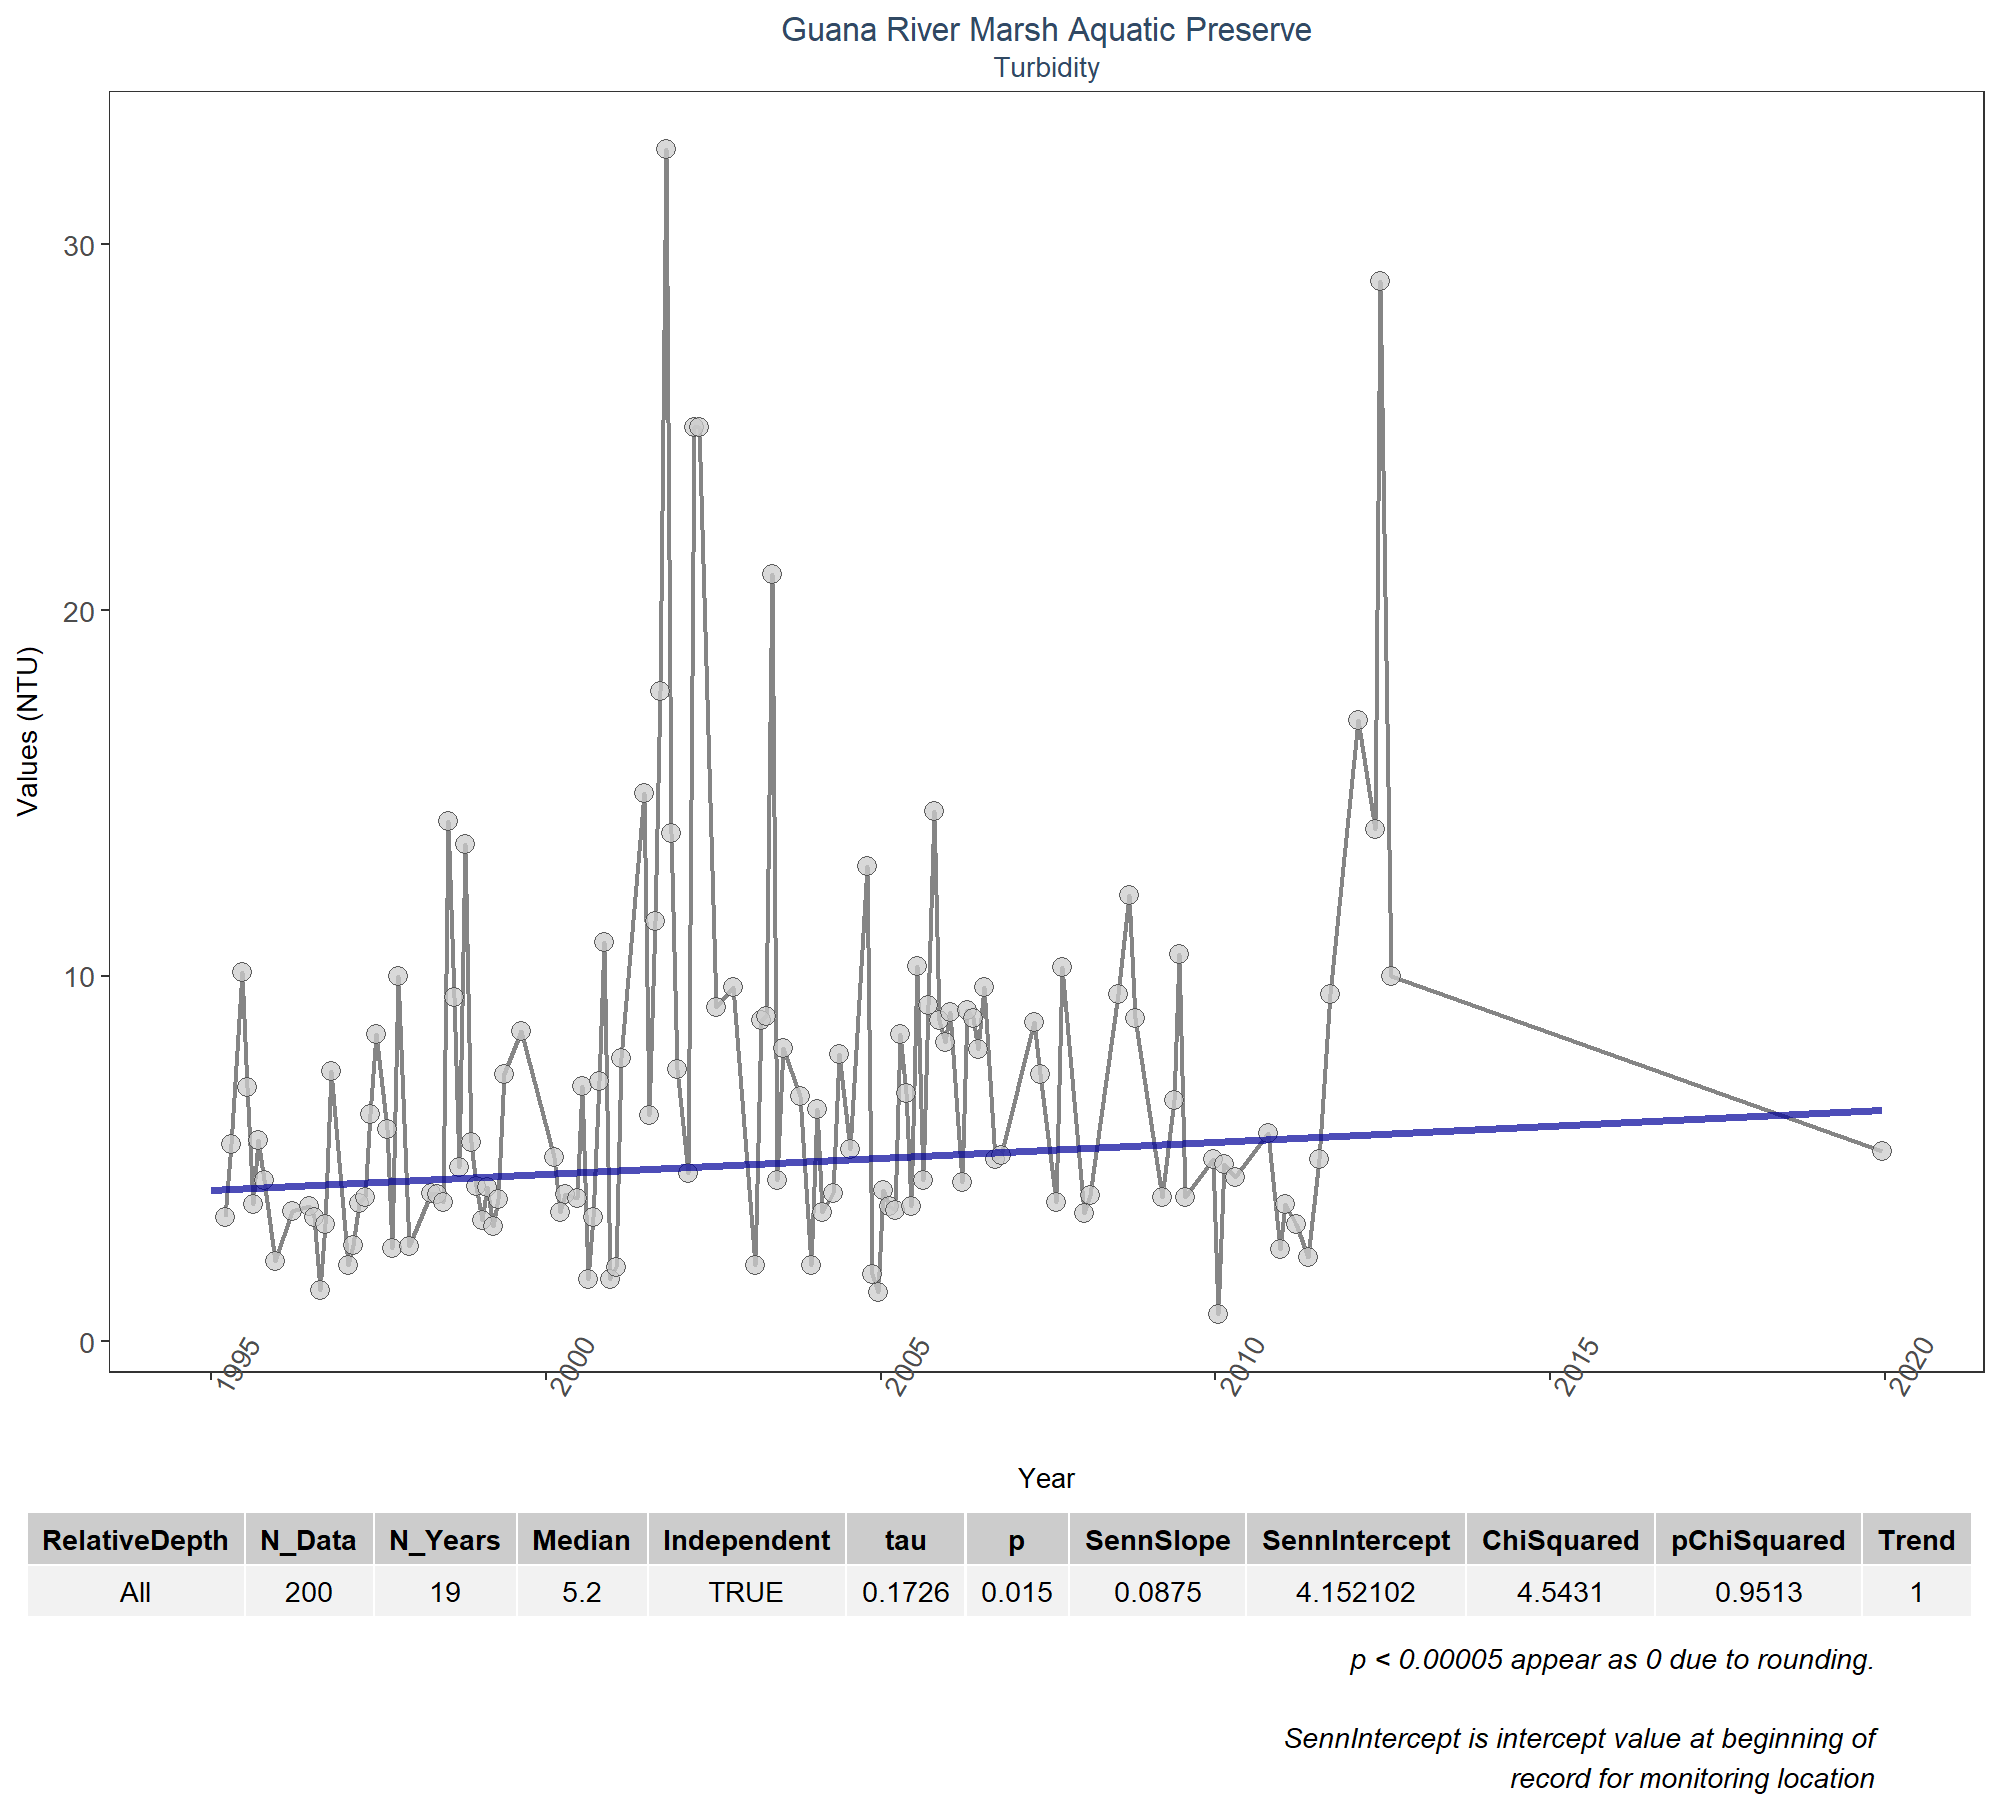 Guana River Marsh Aquatic Preserve
Turbidity
Values (NTU)
30
20
10
0
1995 2000 2005 2010 2015 2020
Year
RelativeDepth N_Data N_Years Median Independent tau p SennSlope SennIntercept ChiSquared pChiSquared Trend
All 200 19 5.2 TRUE 0.1726 0.015 0.0875 4.152102 4.5431 0.9513 1
p < 0.00005 appear as 0 due to rounding.
SennIntercept is intercept value at beginning of
record for monitoring location